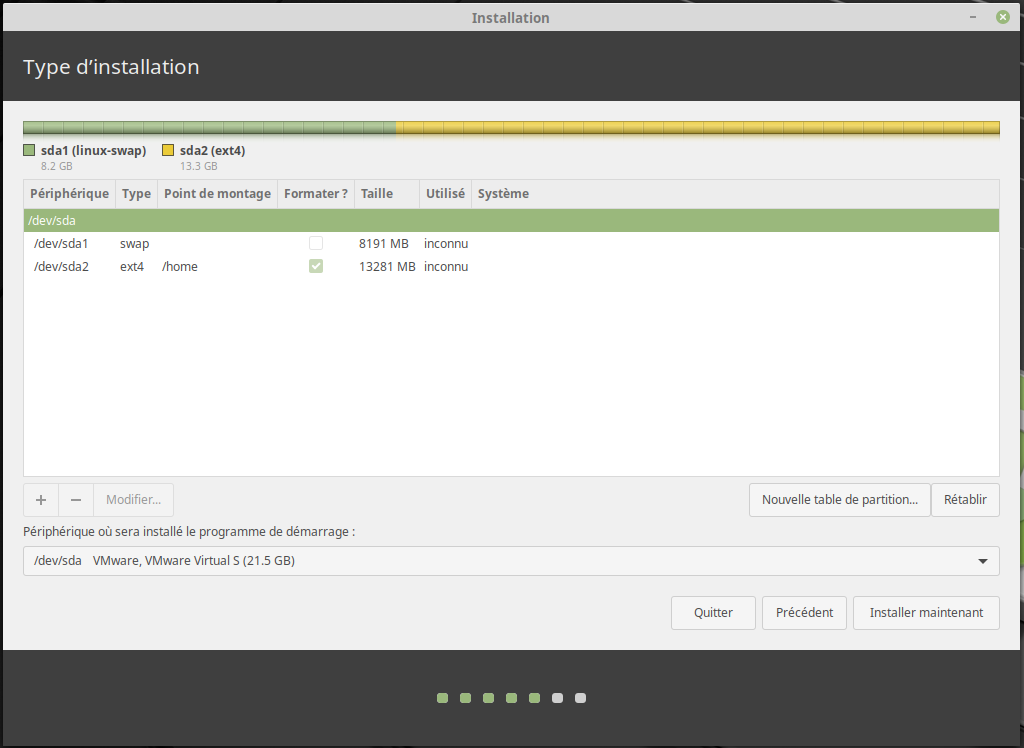 Installation
Type d’installation
sda1 (linux-swap) sda2 (ext4)
8.2 GB 13.3 GB
Périphérique Type Point de montage Formater ? Taille Utilisé Système
/dev/sda
/dev/sda1 swap 8191 MB inconnu
/dev/sda2 ext4 /home 13281 MB inconnu
+ − Modifier... Nouvelle table de partition... Rétablir
Périphérique où sera installé le programme de démarrage :
/dev/sda VMware, VMware Virtual S (21.5 GB)
Quitter Précédent Installer maintenant